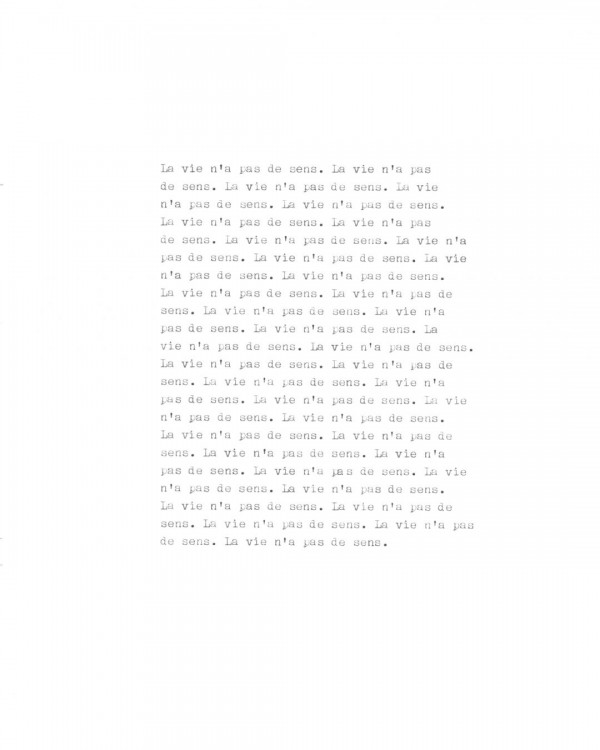 La vie n'a pas de sens. La vie n'a pas
de sens. La vie n'a pas de sens. La vie
n'a pas de sens. La vie n'a pas de sens.
La vie n'a pas de sens. La vie n'a pas
de sens. La vie n'a pas de sens. La vie n'a
pas de sens. La vie n'a pas de sens. La vie
n'a pas de sens. La vie n'a pas de sens.
La vie n'a pas de sens. La vie n'a pas de
sens. La vie n'a pas de sens. La vie n'a
pas de sens. La vie n'a pas de sens. La
vie n'a pas de sens. La vie n'a pas de sens.
La vie n'a pas de sens. La vie n'a pas de
sens. La vie n'a pas de sens. La vie n'a
pas de sens. La vie n'a pas de sens. La vie
n'a pas de sens. La vie n'a pas de sens.
La vie n'a pas de sens. La vie n'a pas de
sens. La vie n'a pas de sens. La vie n'a
pas de sens. La vie n'a pas de sens. La vie
n'a pas de sens. La vie n'a pas de sens.
La vie n'a pas de sens. La vie n'a pas de
sens. La vie n'a pas de sens. La vie n'a pas
de sens. La vie n'a pas de sens.